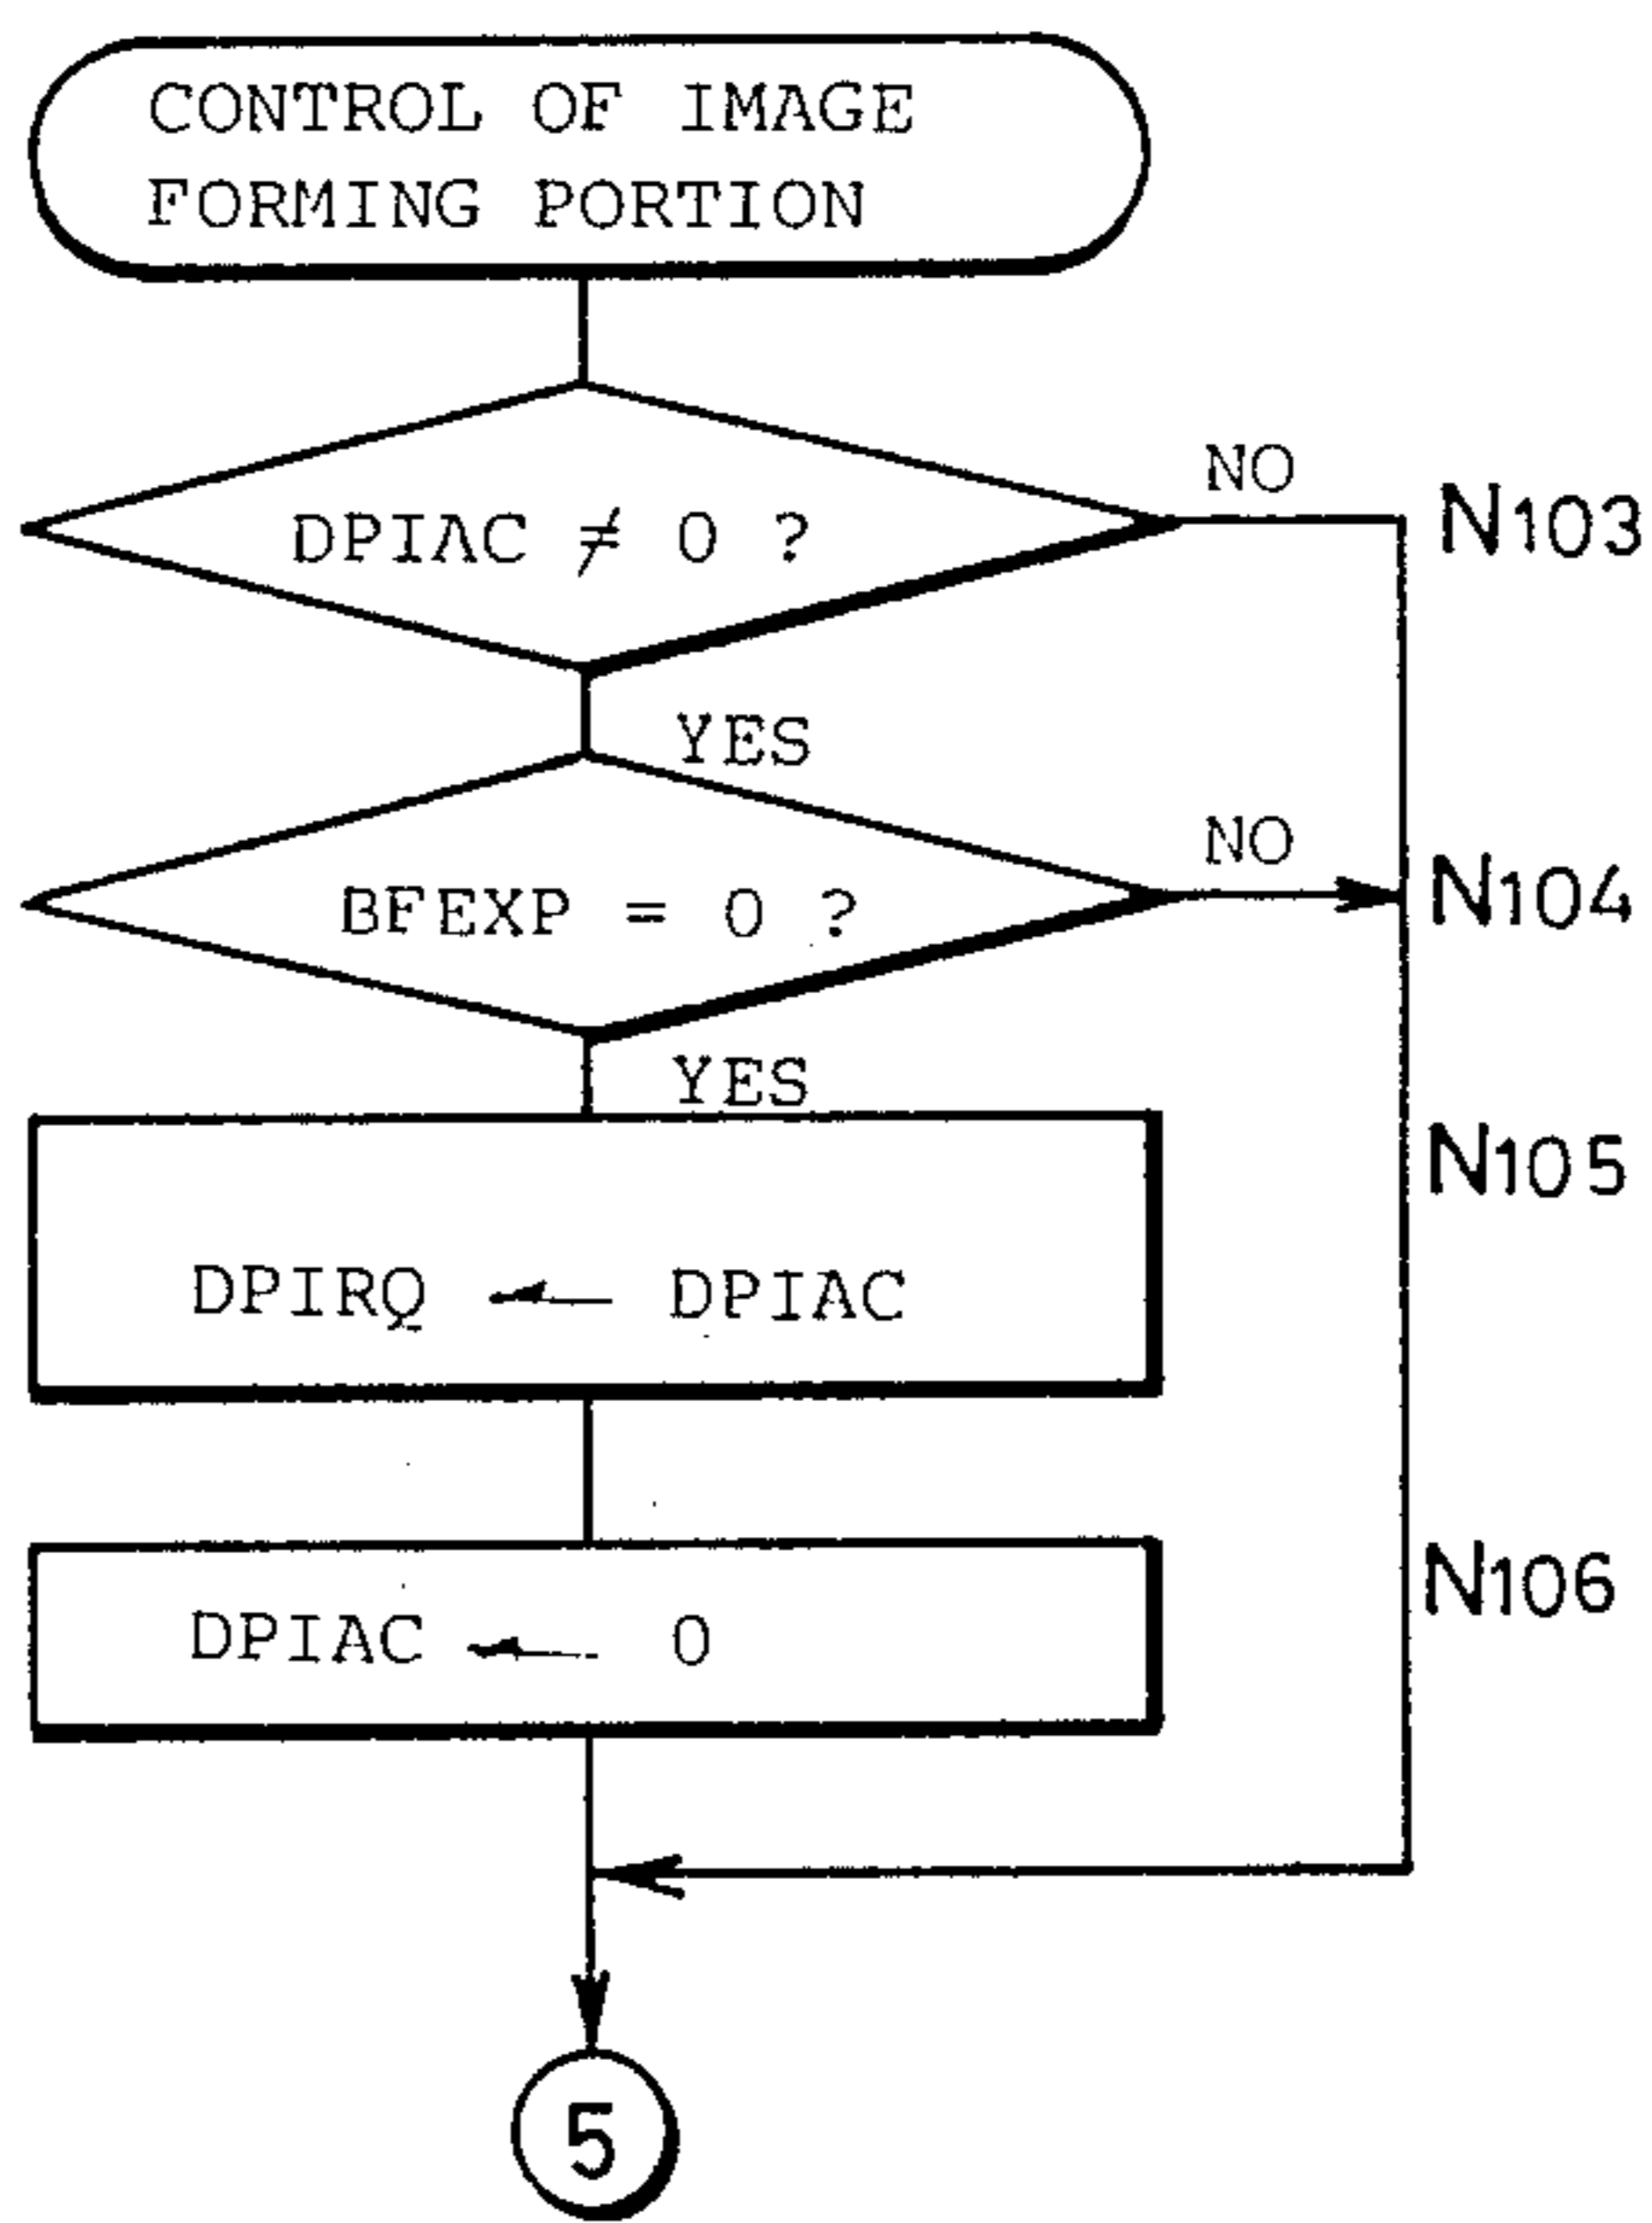 CONTROL OF IMAGE
FORMING PORTION
DPIAC ≠ 0 ?
NO
N103
YES
BFEXP = 0 ?
NO
N104
YES
N105
DPIRQ ← DPIAC
N106
DPIAC ← 0
5